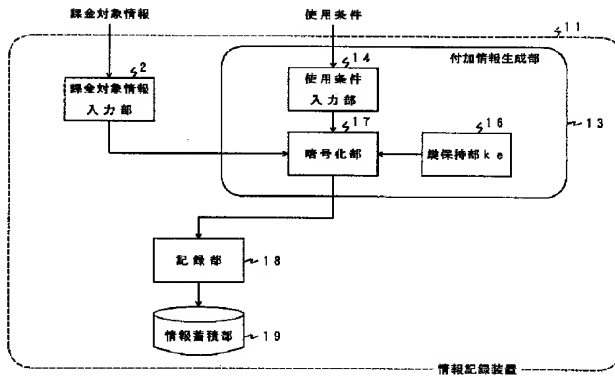 課金対象情報
使用条件
11
付加情報生成部
14
2
課金対象情報
入力部
使用条件
入力部
17
16
13
暗号化部
鍵保持部ke
記録部
18
情報蓄積部
19
情報記録装置